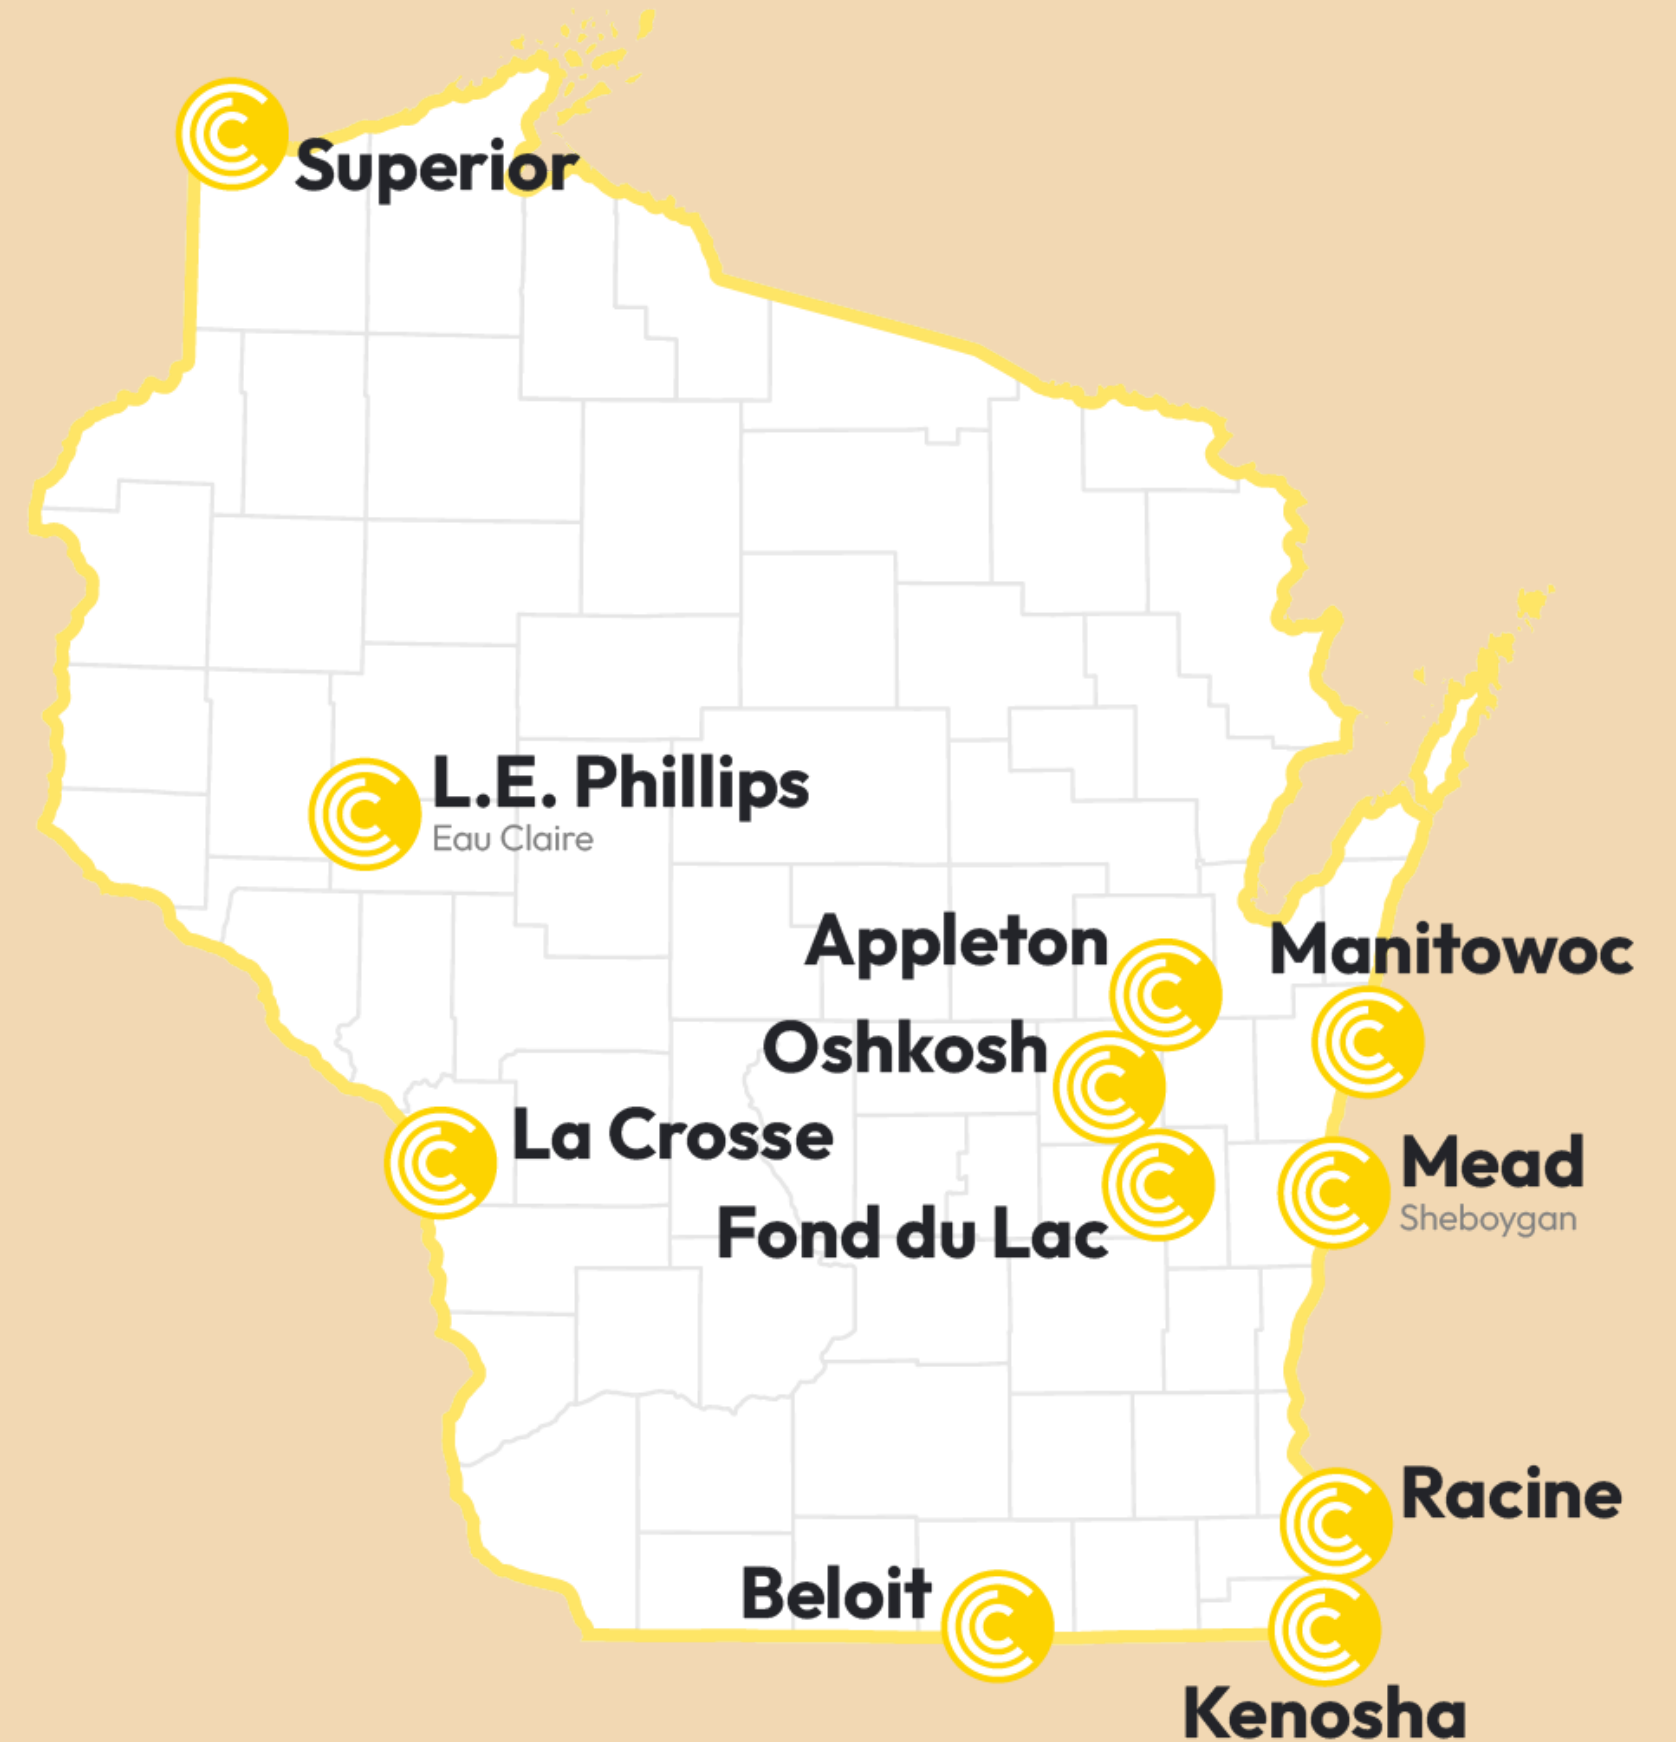 Superior
L.E. Phillips
Eau Claire
Appleton
Manitowoc
Oshkosh
La Crosse
Mead
Sheboygan
Fond du Lac
Racine
Beloit
Kenosha